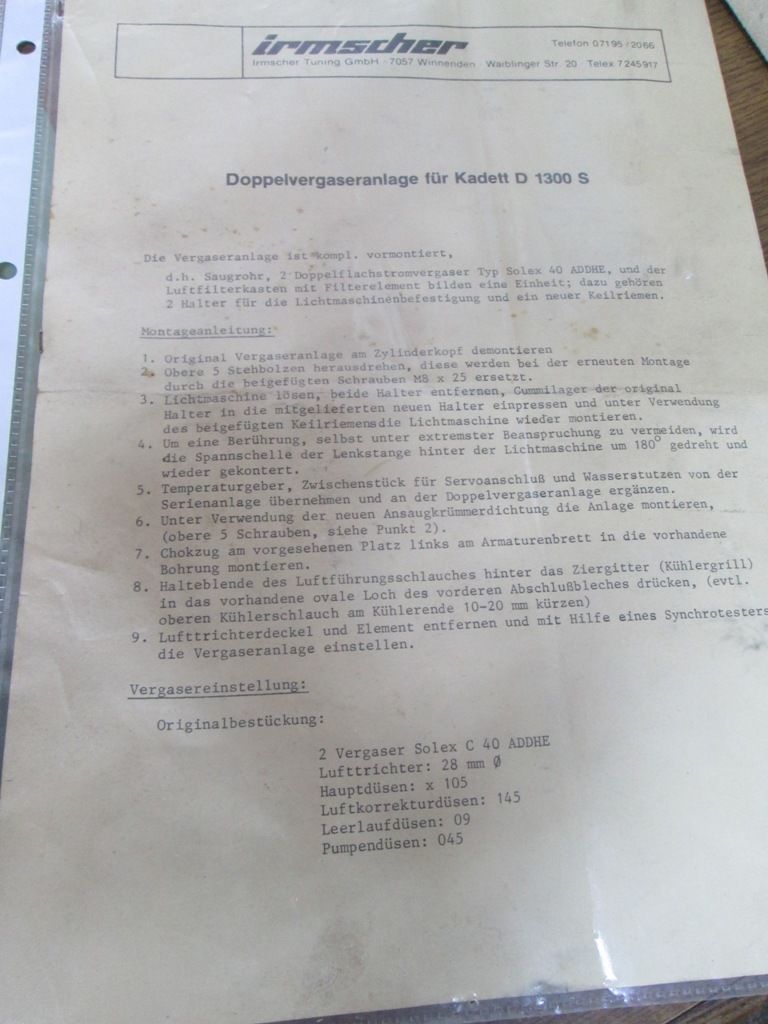 irmscher
Telefon 07195/2066
Irmscher Tuning GmbH · 7057 Winnenden · Waiblinger Str. 20 · Telex 7245917
Doppelvergaseranlage für Kadett D 1300 S
Die Vergaseranlage ist kompl. vormontiert,
d.h. Saugrohr, 2 Doppelflachstromvergaser Typ Solex 40 ADDHE, und der
Luftfilterkasten mit Filterelement bilden eine Einheit; dazu gehören
2 Halter für die Lichtmaschinenbefestigung und ein neuer Keilriemen.
Montageanleitung:
1. Original Vergaseranlage am Zylinderkopf demontieren
2. Obere 5 Stehbolzen herausdrehen, diese werden bei der erneuten Montage
durch die beigefügten Schrauben M8 x 25 ersetzt.
3. Lichtmaschine lösen, beide Halter entfernen, Gummilager der original
Halter in die mitgelieferten neuen Halter einpressen und unter Verwendung
des beigefügten Keilriemensdie Lichtmaschine wieder montieren.
4. Um eine Berührung, selbst unter extremster Beanspruchung zu vermeiden, wird
die Spannschelle der Lenkstange hinter der Lichtmaschine um 180° gedreht und
wieder gekontert.
5. Temperaturgeber, Zwischenstück für Servoanschluß und Wasserstutzen von der
Serienanlage übernehmen und an der Doppelvergaseranlage ergänzen.
6. Unter Verwendung der neuen Ansaugkrümmerdichtung die Anlage montieren,
(obere 5 Schrauben, siehe Punkt 2).
7. Chokzug am vorgesehenen Platz links am Armaturenbrett in die vorhandene
Bohrung montieren.
8. Halteblende des Luftführungsschlauches hinter das Ziergitter (Kühlergrill)
in das vorhandene ovale Loch des vorderen Abschlußbleches drücken, (evtl.
oberen Kühlerschlauch am Kühlerende 10-20 mm kürzen)
9. Lufttrichterdeckel und Element entfernen und mit Hilfe eines Synchrotesters
die Vergaseranlage einstellen.
Vergasereinstellung:
Originalbestückung:
2 Vergaser Solex C 40 ADDHE
Lufttrichter: 28 mm Ø
Hauptdüsen: x 105
Luftkorrekturdüsen: 145
Leerlaufdüsen: 09
Pumpendüsen: 045